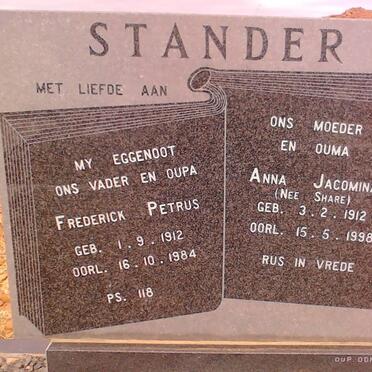 STANDER
MET LIEFDE AAN
MY EGGENOOT
ONS VADER EN OUPA
FREDERICK PETRUS
GEB. 1.9.1912
OORL. 16.10.1984
PS. 118
ONS MOEDER
EN OUMA
ANNA JACOMINA
(NEE SHARE)
GEB. 3.2.1912
OORL. 15.5.1998
RUS IN VREDE